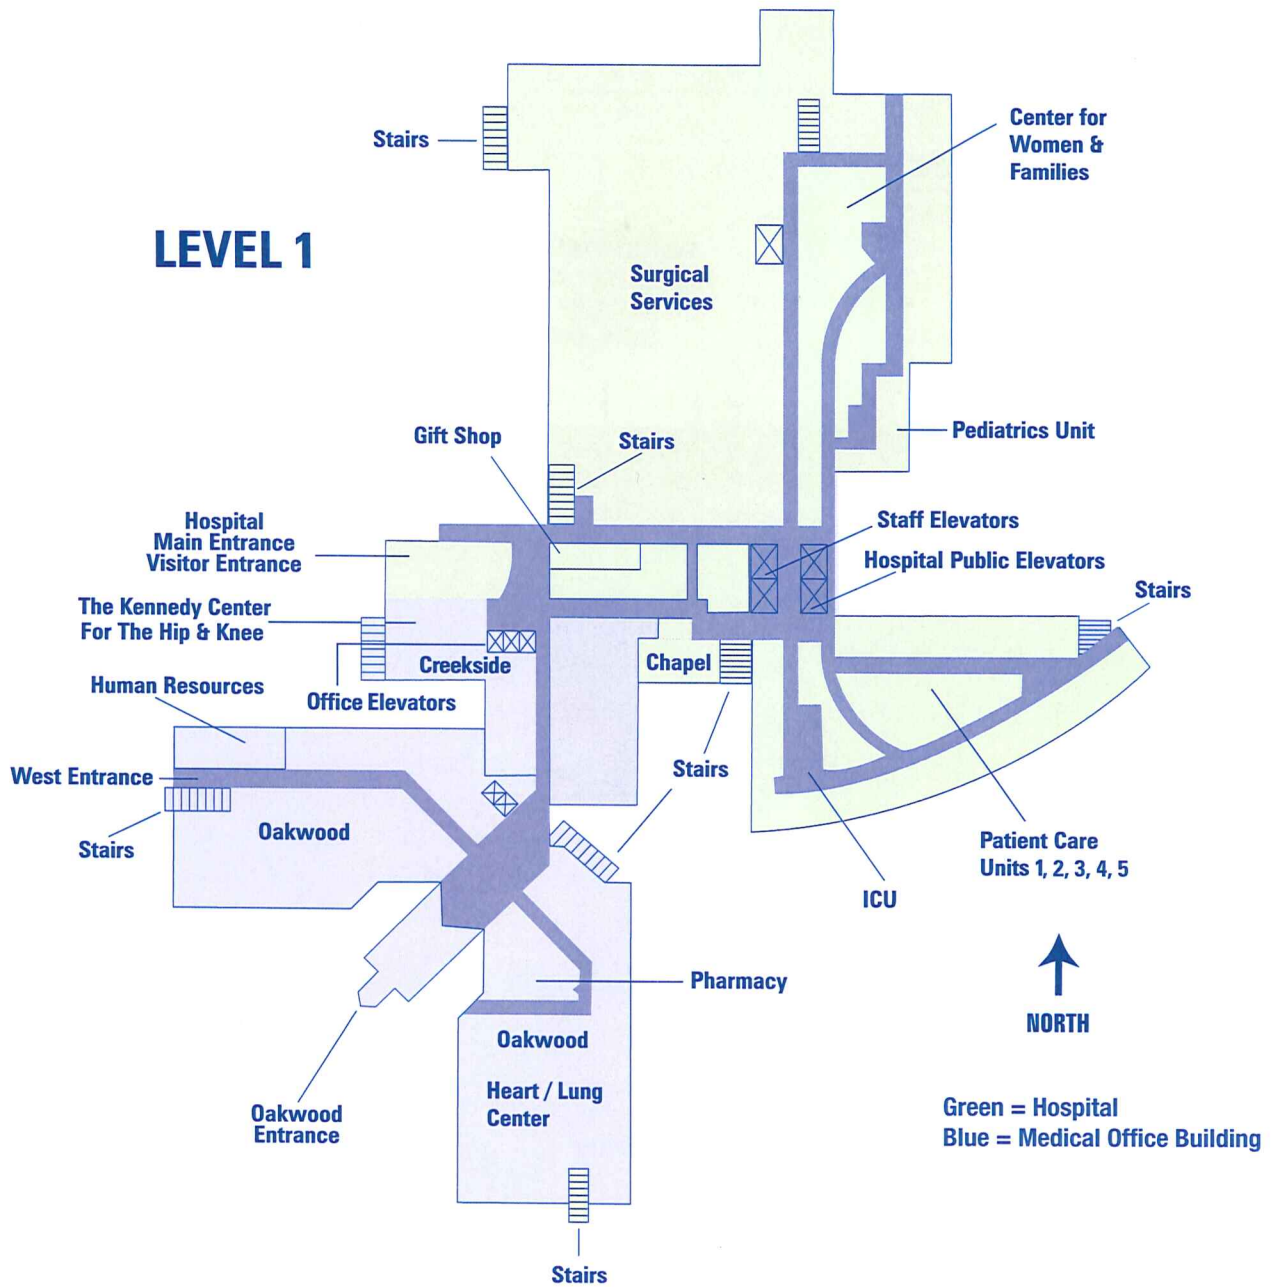 Center for
Women &
Families
Stairs
LEVEL 1
Surgical
Services
Gift Shop
Stairs
Pediatrics Unit
Hospital
Main Entrance
Visitor Entrance
Staff Elevators
Hospital Public Elevators
Stairs
The Kennedy Center
For The Hip & Knee
Creekside
Chapel
Human Resources
Office Elevators
West Entrance
Stairs
Oakwood
Stairs
Patient Care
Units 1, 2, 3, 4, 5
ICU
Pharmacy
NORTH
Oakwood
Heart / Lung
Center
Oakwood
Entrance
Green = Hospital
Blue = Medical Office Building
Stairs